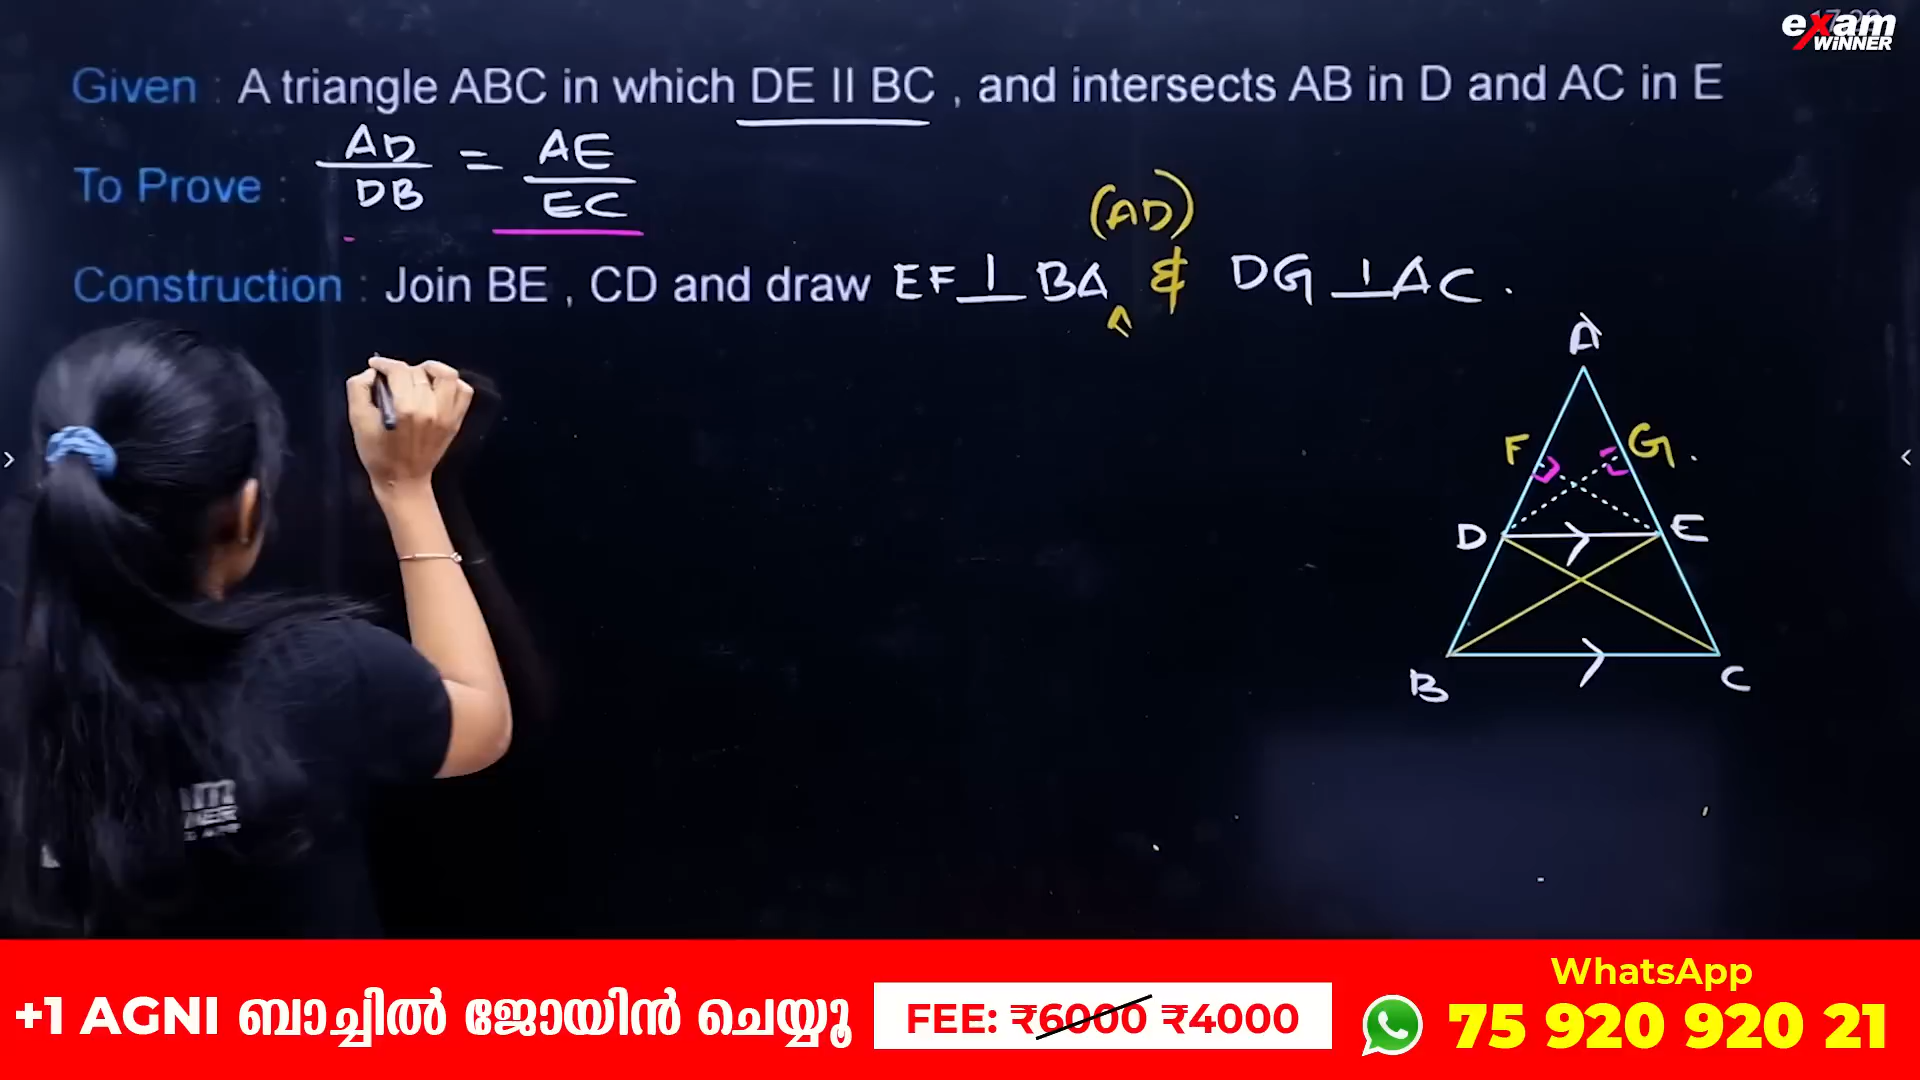 exam
WiNNER
Given : A triangle ABC in which DE II BC , and intersects AB in D and AC in E
To Prove : AD/DB = AE/EC
(AD)
Construction : Join BE , CD and draw EF ⊥ BA & DG ⊥ AC .
A
F G
D E
B C
+1 AGNI ബാച്ചിൽ ജോയിൻ ചെയ്യൂ
FEE: ₹6000 ₹4000
WhatsApp
75 920 920 21